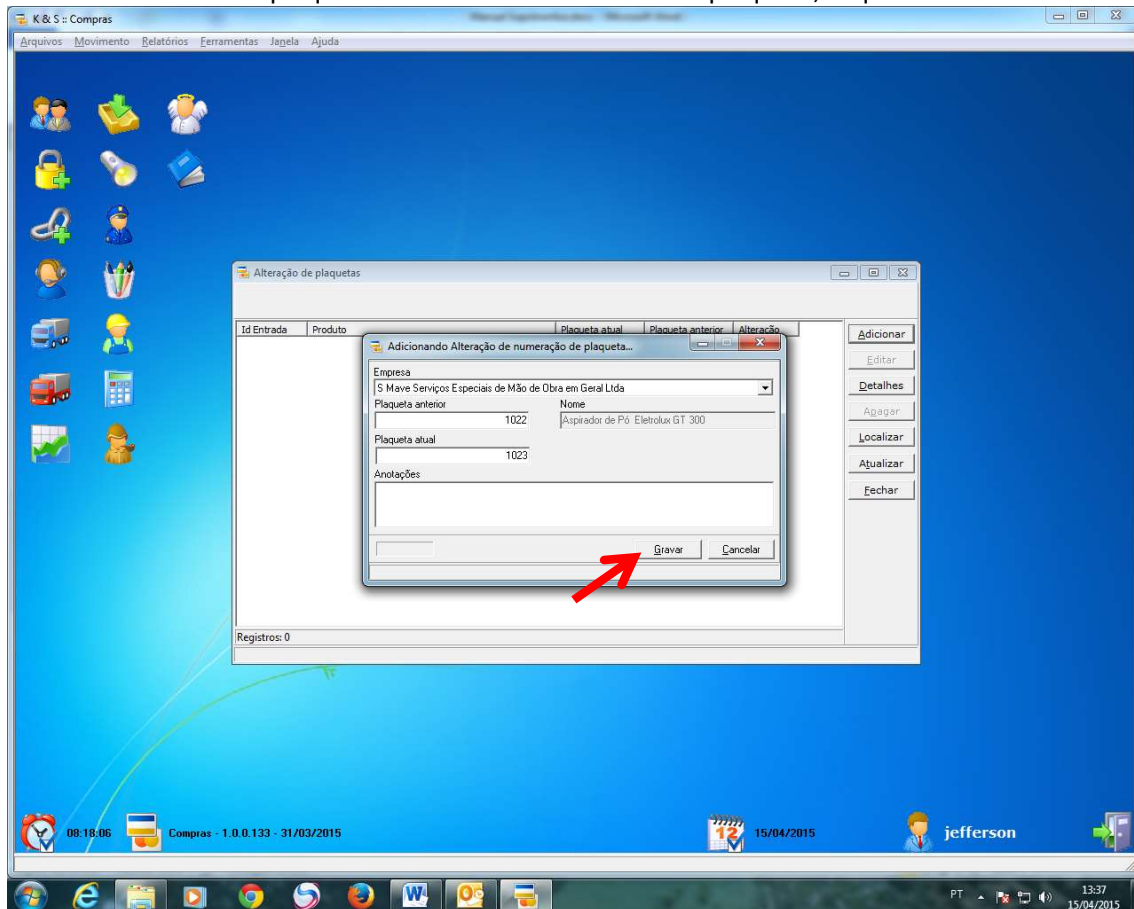 K & S :: Compras
Arquivos Movimento Relatórios Ferramentas Janela Ajuda
Alteração de plaquetas
Id Entrada Produto Plaqueta atual Plaqueta anterior Alteração
Adicionar
Editar
Detalhes
Apagar
Localizar
Atualizar
Fechar
Adicionando Alteração de numeração de plaqueta...
Empresa
S Mave Serviços Especiais de Mão de Obra em Geral Ltda
Plaqueta anterior Nome
1022 Aspirador de Pó Eletrolux GT 300
Plaqueta atual
1023
Anotações
Gravar Cancelar
Registros: 0
08:18:06 Compras - 1.0.0.133 - 31/03/2015 12 15/04/2015 jefferson
PT 13:37
15/04/2015